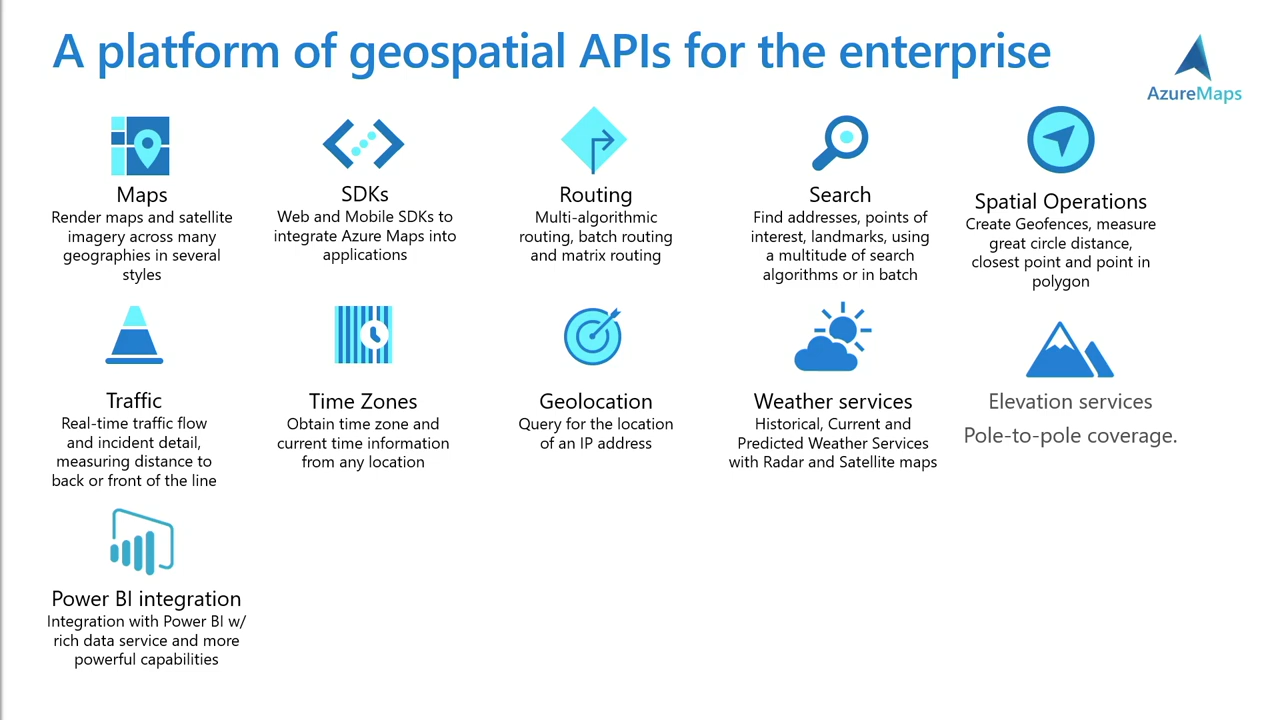 A platform of geospatial APIs for the enterprise
AzureMaps
Maps
Render maps and satellite
imagery across many
geographies in several
styles
SDKs
Web and Mobile SDKs to
integrate Azure Maps into
applications
Routing
Multi-algorithmic
routing, batch routing
and matrix routing
Search
Find addresses, points of
interest, landmarks, using
a multitude of search
algorithms or in batch
Spatial Operations
Create Geofences, measure
great circle distance,
closest point and point in
polygon
Traffic
Real-time traffic flow
and incident detail,
measuring distance to
back or front of the line
Time Zones
Obtain time zone and
current time information
from any location
Geolocation
Query for the location
of an IP address
Weather services
Historical, Current and
Predicted Weather Services
with Radar and Satellite maps
Elevation services
Pole-to-pole coverage.
Power BI integration
Integration with Power BI w/
rich data service and more
powerful capabilities